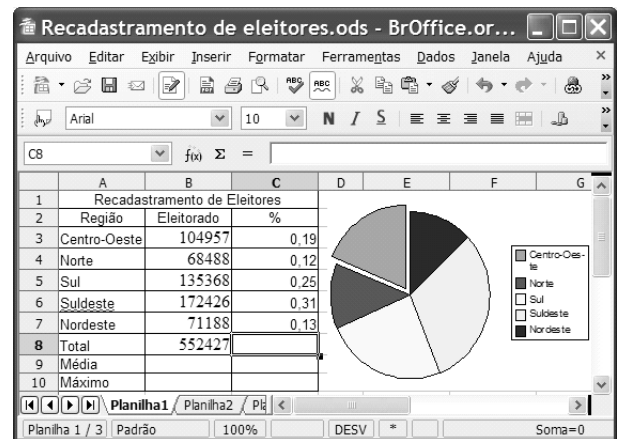 Recadastramento de eleitores.ods - BrOffice.or...
Arquivo Editar Exibir Inserir Formatar Ferramentas Dados Janela Ajuda
Arial 10 N I S
C8 f(x) Σ =
A B C D E F G
1 Recadastramento de Eleitores
2 Região Eleitorado %
3 Centro-Oeste 104957 0,19
4 Norte 68488 0,12
5 Sul 135368 0,25
6 Suldeste 172426 0,31
7 Nordeste 71188 0,13
8 Total 552427
9 Média
10 Máximo
Centro-Oes-
te
Norte
Sul
Suldeste
Nordeste
Planilha1 Planilha2 Pla
Planilha 1 / 3 Padrão 100% DESV * Soma=0